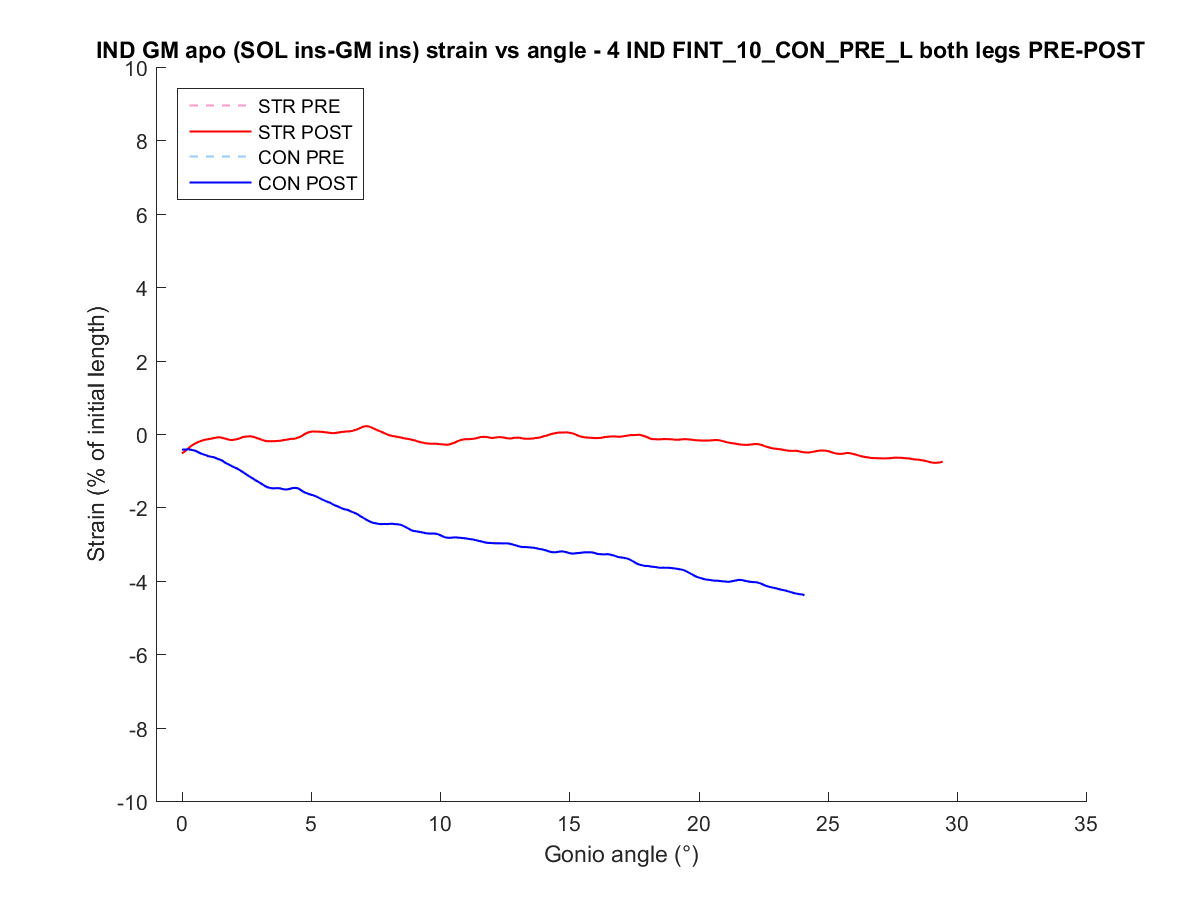 IND GM apo (SOL ins-GM ins) strain vs angle - 4 IND FINT_10_CON_PRE_L both legs PRE-POST
10
8
6
4
2
0
-2
-4
-6
-8
-10
Strain (% of initial length)
STR PRE
STR POST
CON PRE
CON POST
0 5 10 15 20 25 30 35
Gonio angle (°)